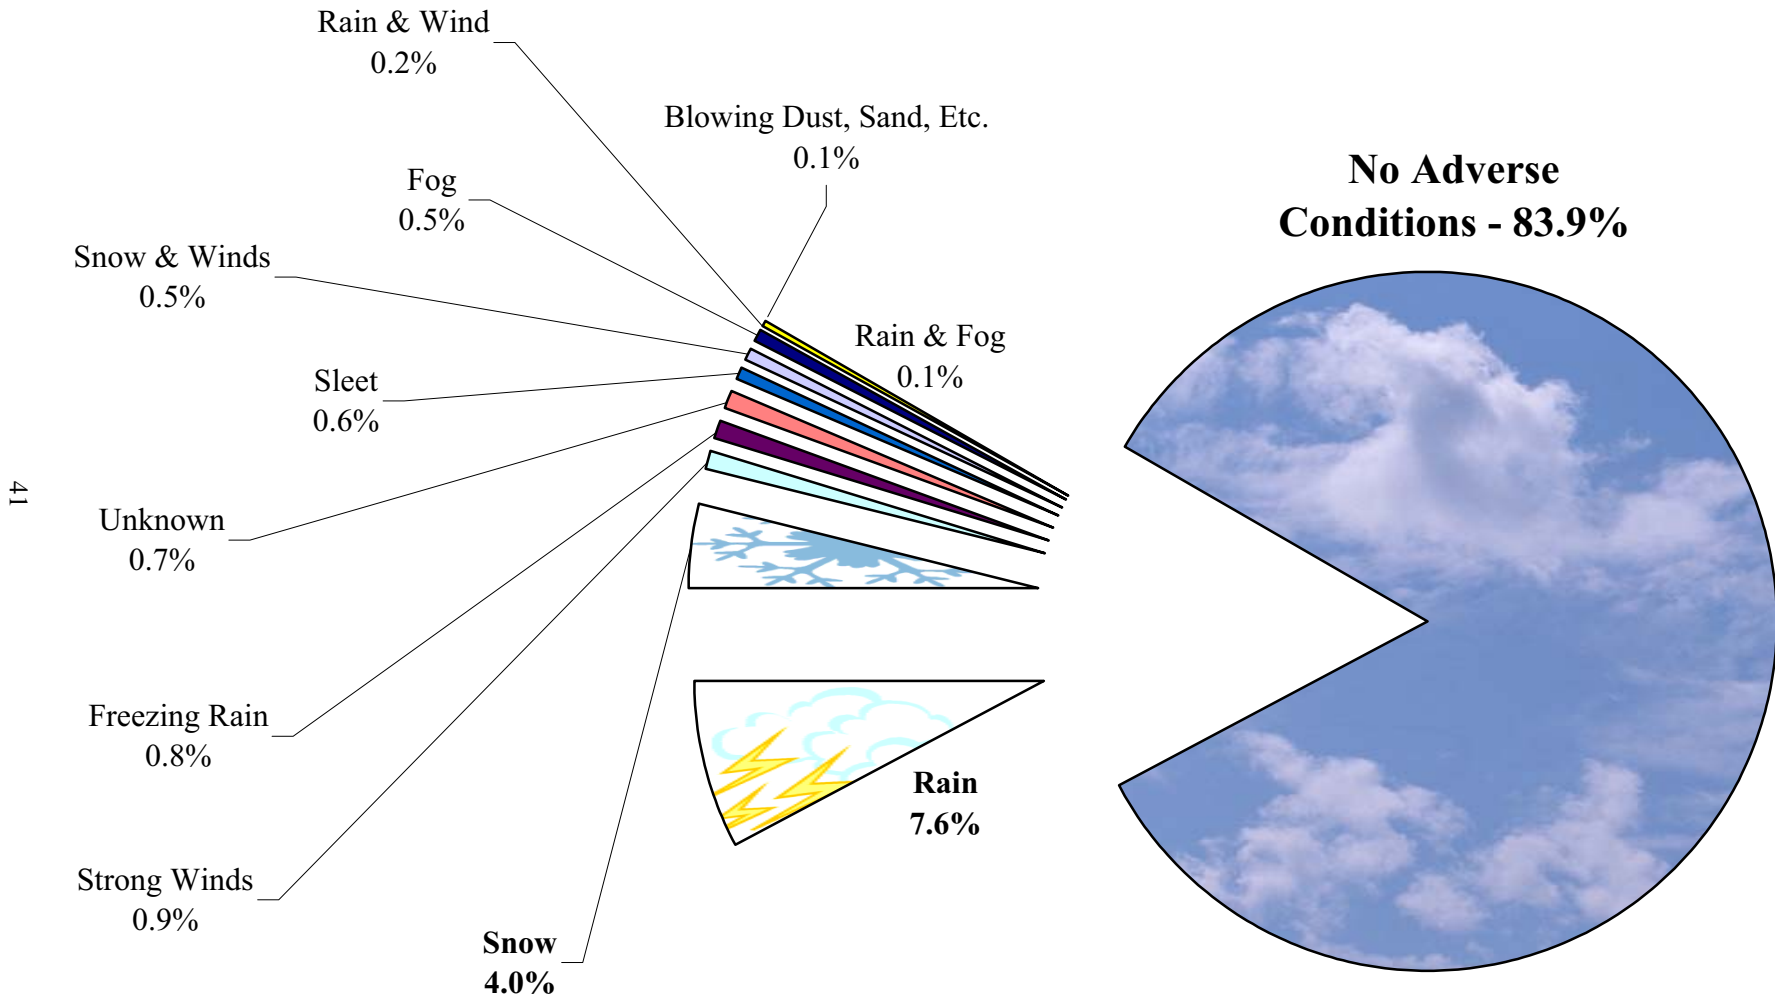 Rain & Wind
0.2%
Blowing Dust, Sand, Etc.
0.1%
No Adverse
Conditions - 83.9%
Fog
0.5%
Snow & Winds
0.5%
Rain & Fog
0.1%
Sleet
0.6%
41
Unknown
0.7%
Freezing Rain
0.8%
Rain
7.6%
Strong Winds
0.9%
Snow
4.0%